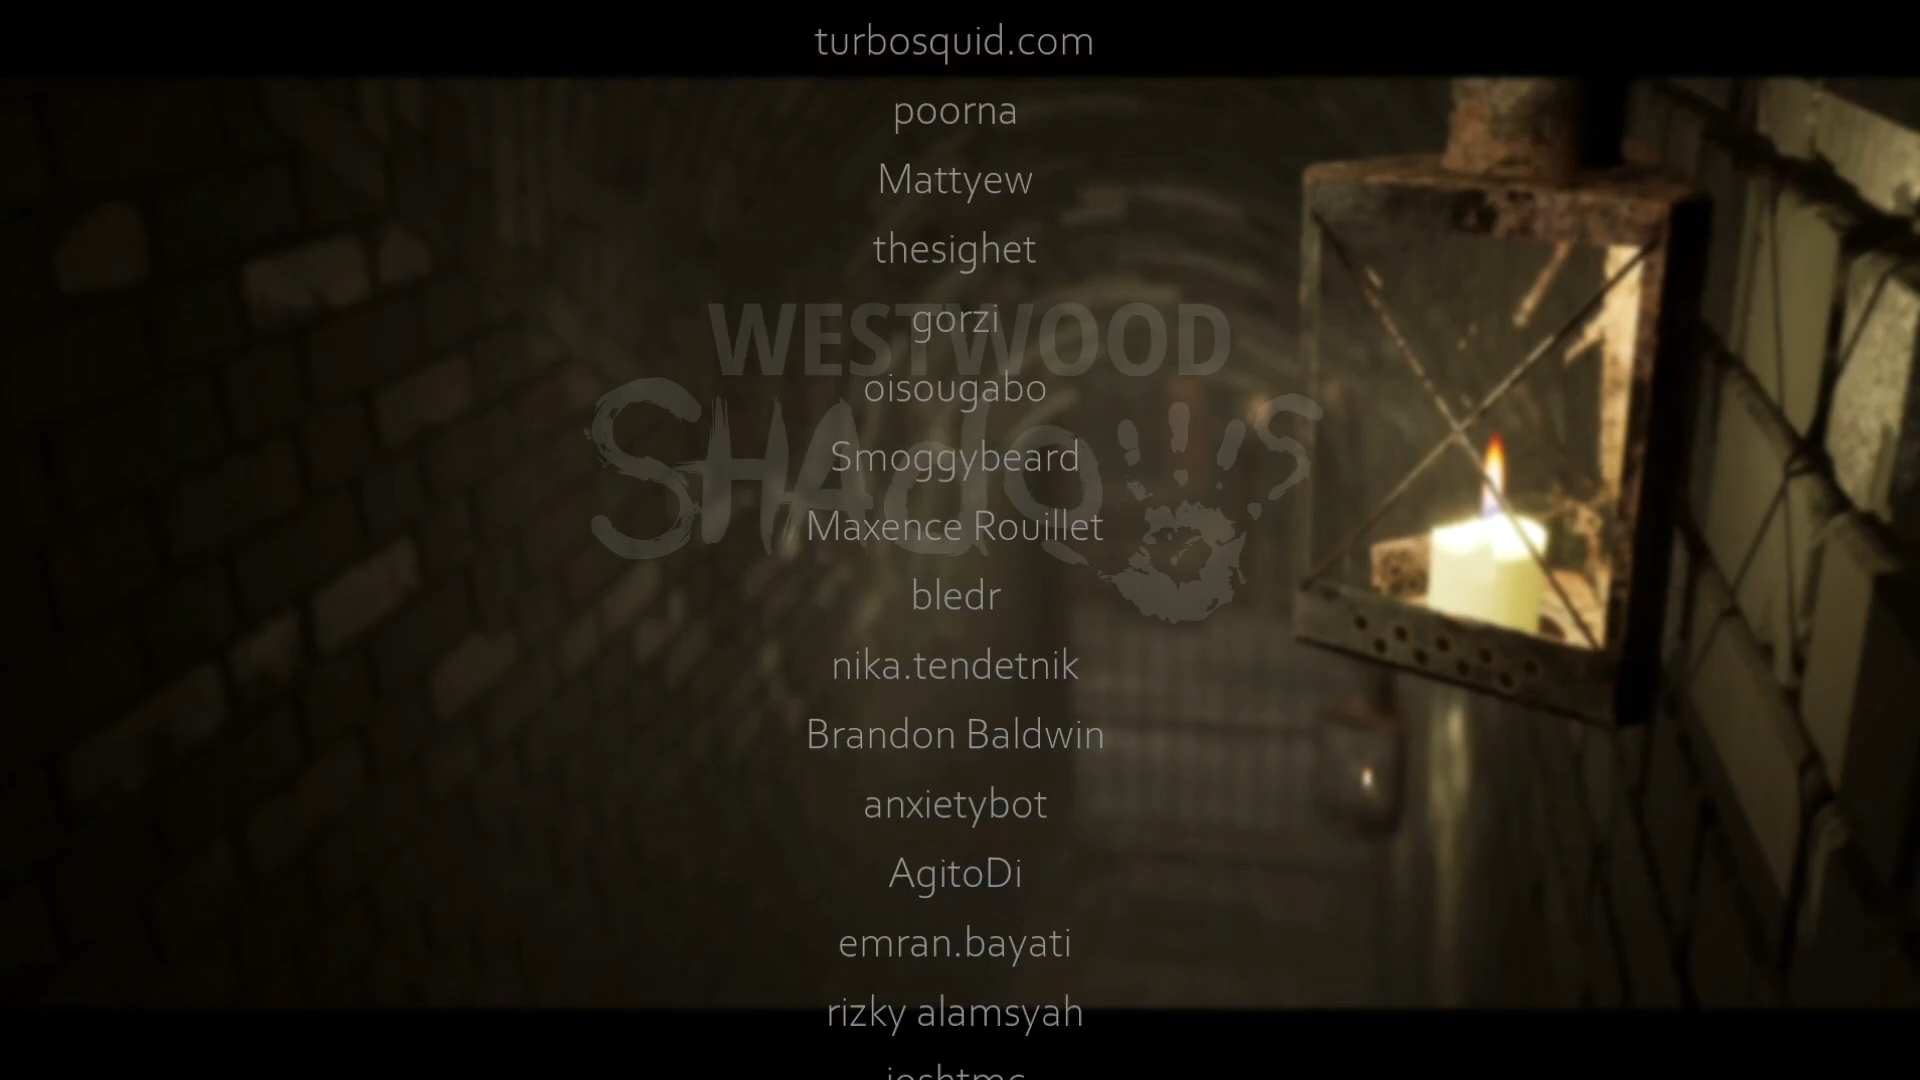 turbosquid.com
poorna
Mattyew
thesighet
WESTWOOD
gorzi
oisougabo
SHAdOWS
Smoggybeard
Maxence Rouillet
bledr
nika.tendetnik
Brandon Baldwin
anxietybot
AgitoDi
emran.bayati
rizky alamsyah